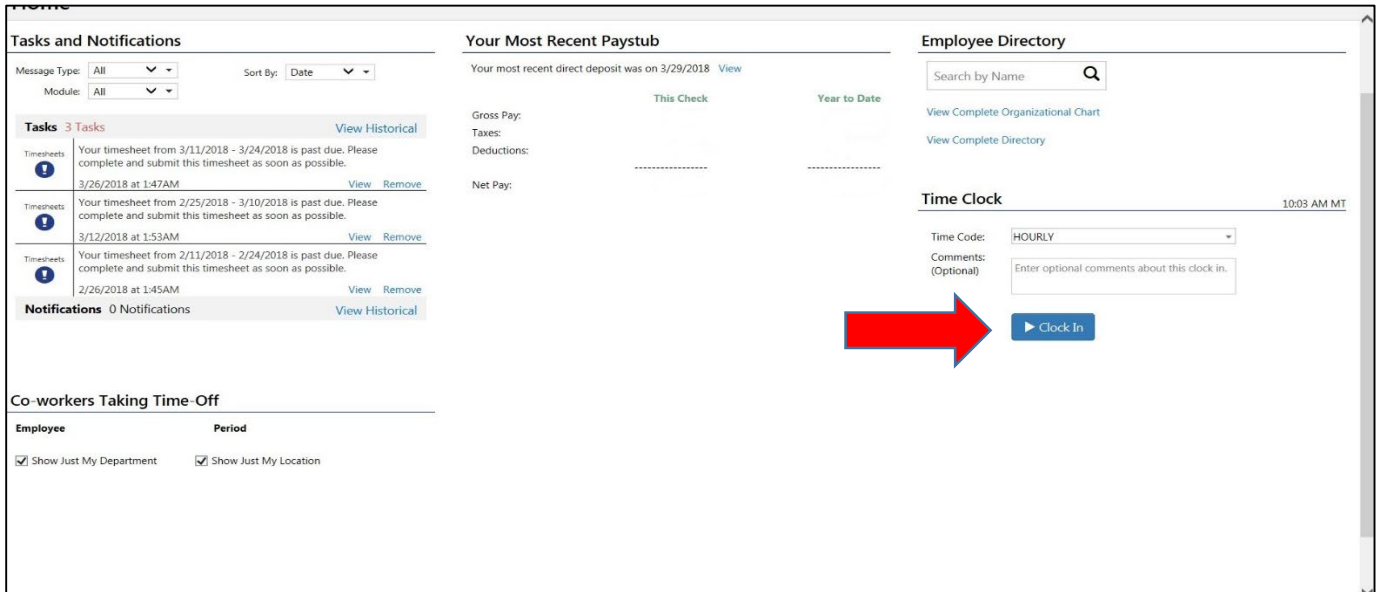 Tasks and Notifications
Message Type: All Sort By: Date
Module: All
Tasks 3 Tasks View Historical
Timesheets
Your timesheet from 3/11/2018 - 3/24/2018 is past due. Please
complete and submit this timesheet as soon as possible.
3/26/2018 at 1:47AM View Remove
Timesheets
Your timesheet from 2/25/2018 - 3/10/2018 is past due. Please
complete and submit this timesheet as soon as possible.
3/12/2018 at 1:53AM View Remove
Timesheets
Your timesheet from 2/11/2018 - 2/24/2018 is past due. Please
complete and submit this timesheet as soon as possible.
2/26/2018 at 1:45AM View Remove
Notifications 0 Notifications View Historical
Co-workers Taking Time-Off
Employee Period
Show Just My Department Show Just My Location
Your Most Recent Paystub
Your most recent direct deposit was on 3/29/2018 View
This Check Year to Date
Gross Pay:
Taxes:
Deductions:
---------------- -----------------
Net Pay:
Employee Directory
Search by Name
View Complete Organizational Chart
View Complete Directory
Time Clock 10:03 AM MT
Time Code: HOURLY
Comments:
(Optional)
Enter optional comments about this clock in.
Clock In